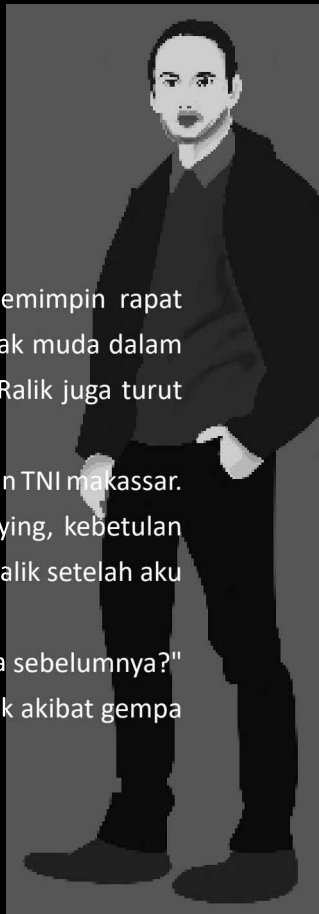 emimpin rapat
ak muda dalam
Ralik juga turut
n TNI makassar.
ying, kebetulan
alik setelah aku
a sebelumnya?"
k akibat gempa